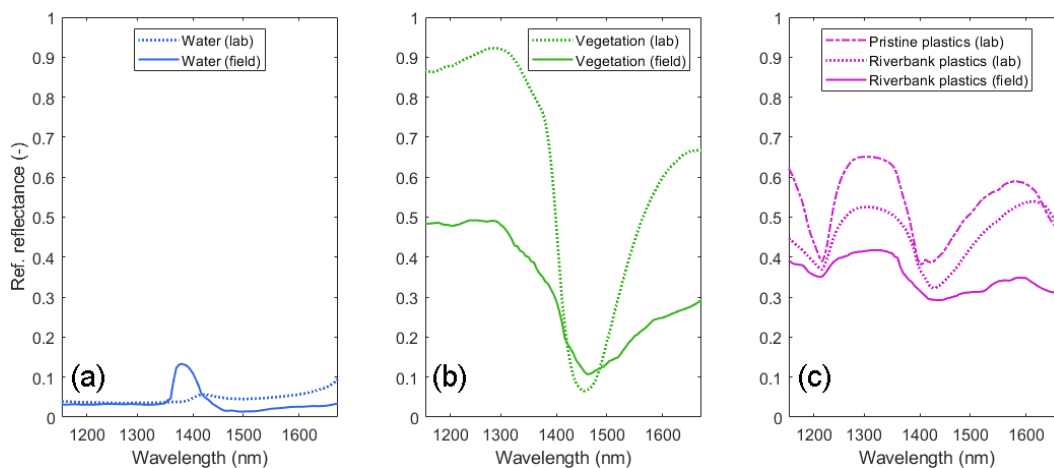 Ref. reflectance (-)
1
0.9
0.8
0.7
0.6
0.5
0.4
0.3
0.2
0.1
0
Water (lab)
Water (field)
(a)
1200 1300 1400 1500 1600
Wavelength (nm)
1
0.9
0.8
0.7
0.6
0.5
0.4
0.3
0.2
0.1
0
Vegetation (lab)
Vegetation (field)
(b)
1200 1300 1400 1500 1600
Wavelength (nm)
1
0.9
0.8
0.7
0.6
0.5
0.4
0.3
0.2
0.1
0
Pristine plastics (lab)
Riverbank plastics (lab)
Riverbank plastics (field)
(c)
1200 1300 1400 1500 1600
Wavelength (nm)